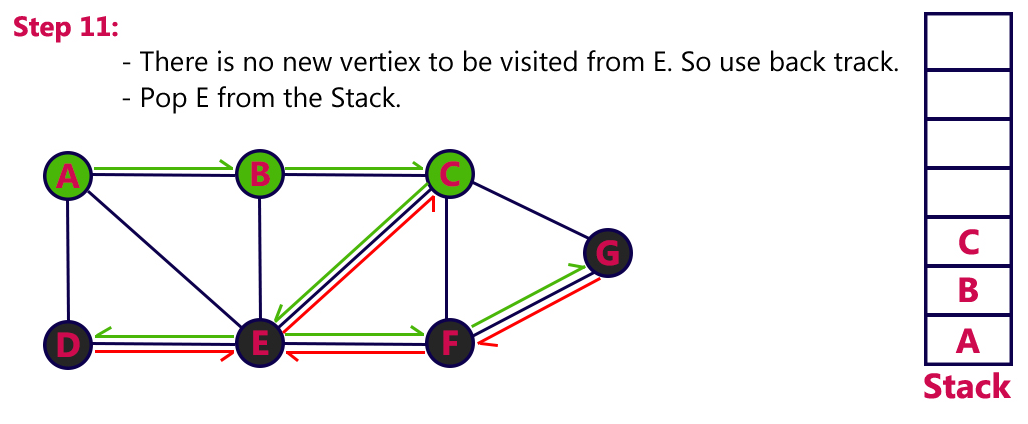 Step 11:
- There is no new vertiex to be visited from E. So use back track.
- Pop E from the Stack.
A
B
C
G
D
E
F
C
B
A
Stack